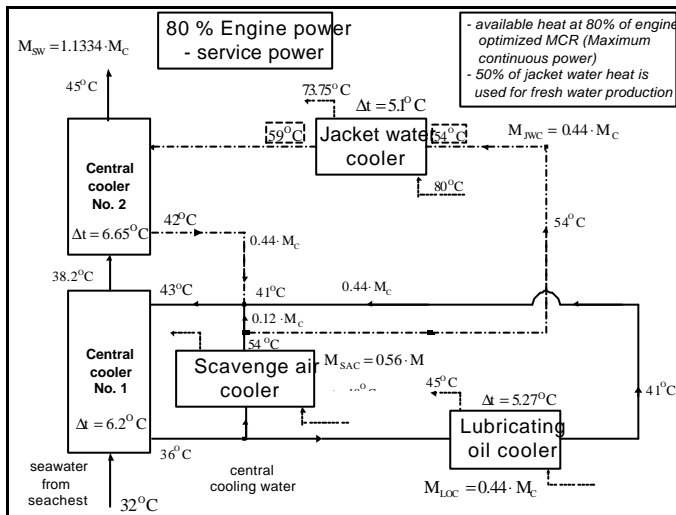 80 % Engine power
- service power
- available heat at 80% of engine
optimized MCR (Maximum
continuous power)
- 50% of jacket water heat is
used for fresh water production
M_SW = 1.1334·M_C
45°C
73.75°C
Δt = 5.1°C
59°C
Jacket water
cooler
54°C
M_JWC = 0.44·M_C
80°C
Central
cooler
No. 2
Δt = 6.65°C
42°C
0.44·M_C
54°C
38.2°C
43°C
41°C
0.44·M_C
0.12·M_C
54°C
Central
cooler
No. 1
Δt = 6.2°C
Scavenge air
cooler
M_SAC = 0.56·M
45°C
Δt = 5.27°C
41°C
Lubricating
oil cooler
36°C
seawater
from
seachest
central
cooling water
32°C
M_LOC = 0.44·M_C